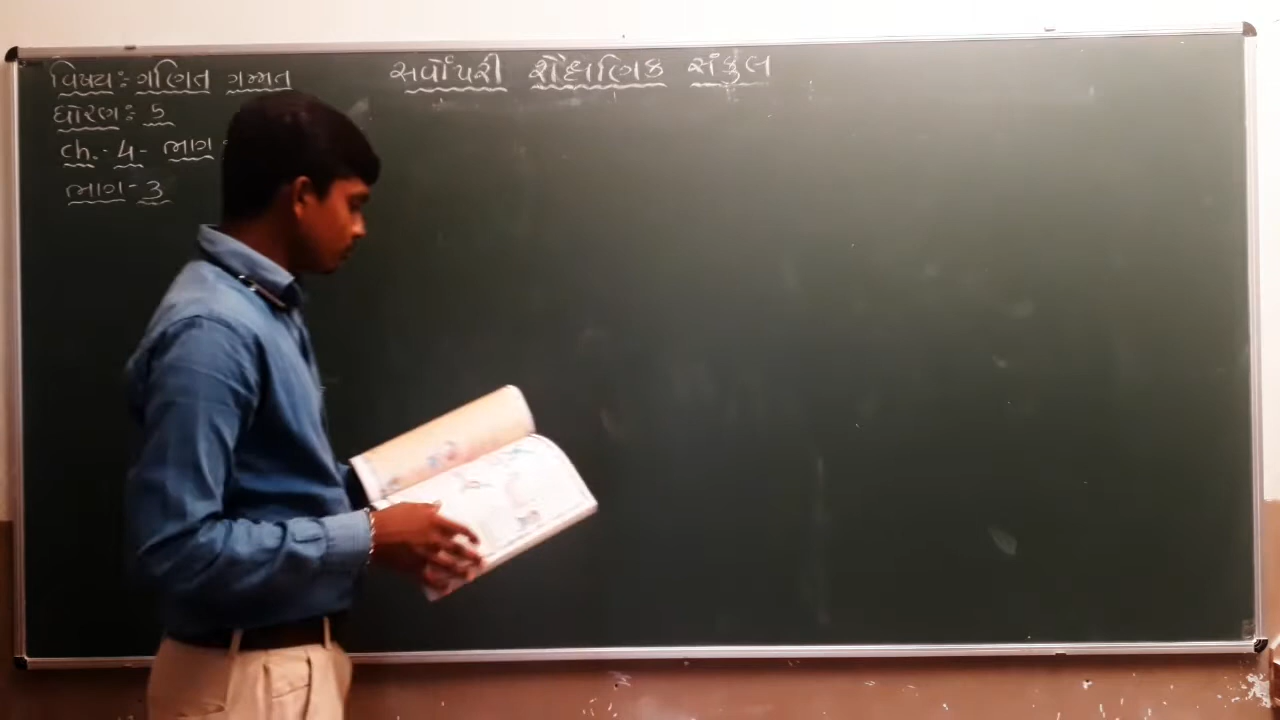 વિષય:- ગણિત ગમ્મત
સર્વોપરી શૈક્ષણિક સંકુલ
ધોરણ:- 5
ch.- 4- ભાગ
ભાગ-3